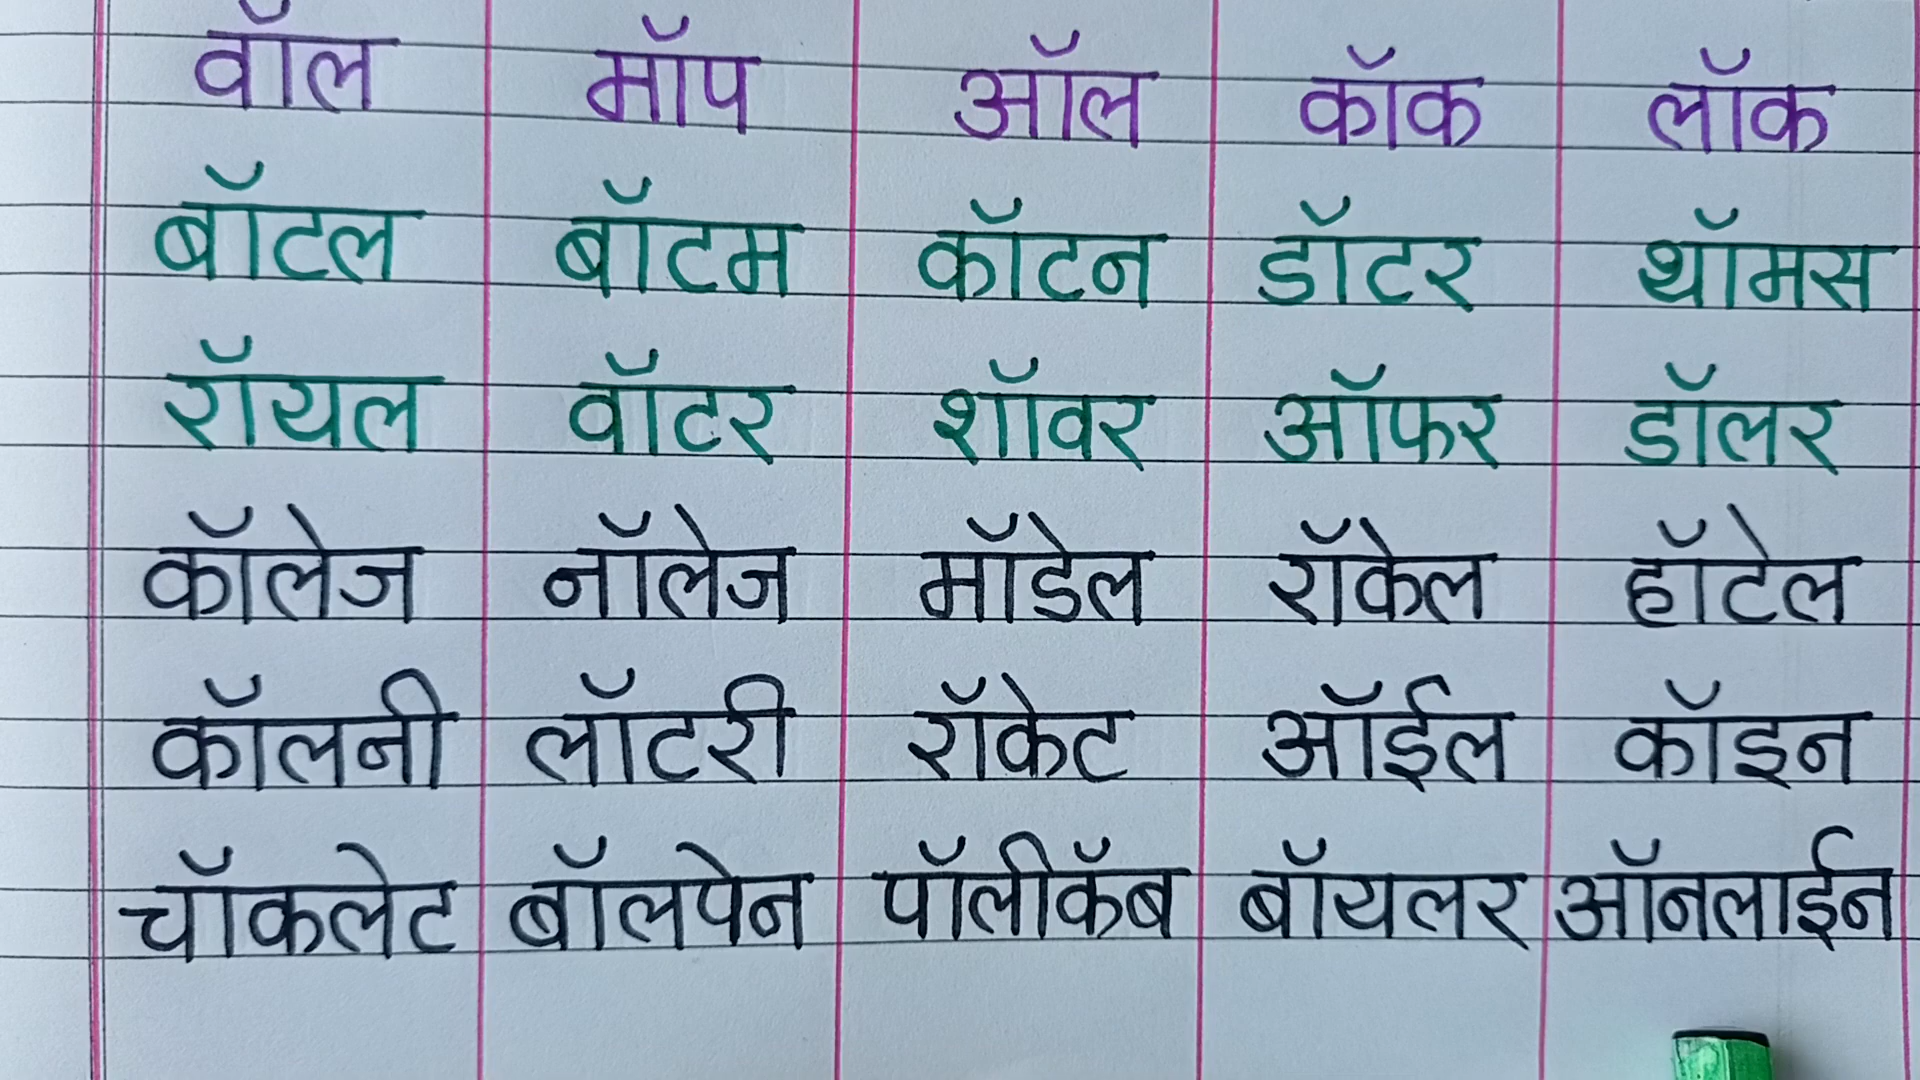 वॉल मॉप ऑल कॉक लॉक
बॉटल बॉटम कॉटन डॉटर थॉमस
रॉयल वॉटर शॉवर ऑफर डॉलर
कॉलेज नॉलेज मॉडेल रॉकेल हॉटेल
कॉलनी लॉटरी रॉकेट ऑईल कॉइन
चॉकलेट बॉलपेन पॉलीकॅब बॉयलर ऑनलाईन